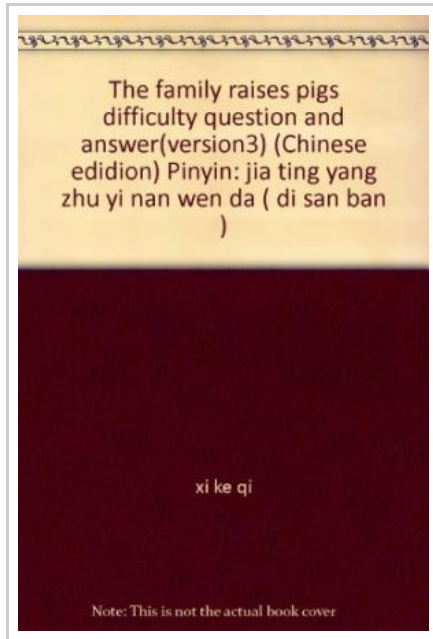 The family raises pigs
difficulty question and
answer(version3) (Chinese
edidion) Pinyin: jia ting yang
zhu yi nan wen da ( di san ban
)
xi ke qi
Note: This is not the actual book cover